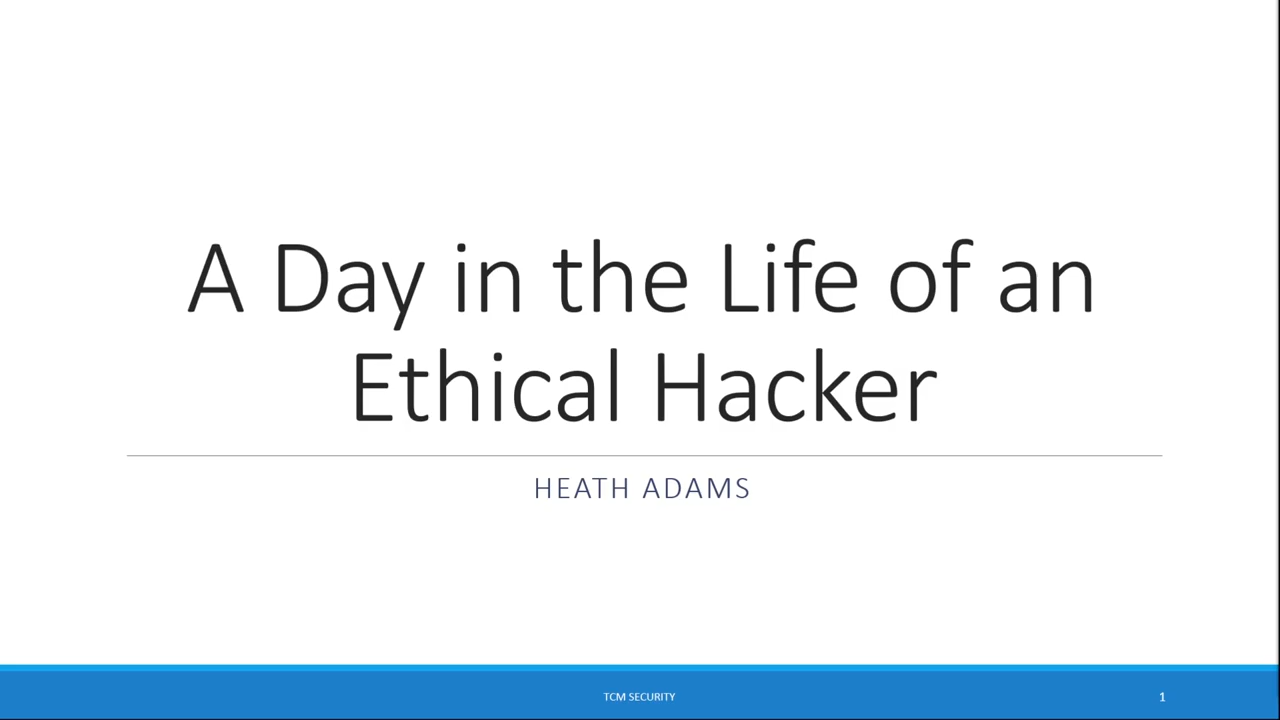 A Day in the Life of an
Ethical Hacker
HEATH ADAMS
TCM SECURITY
1